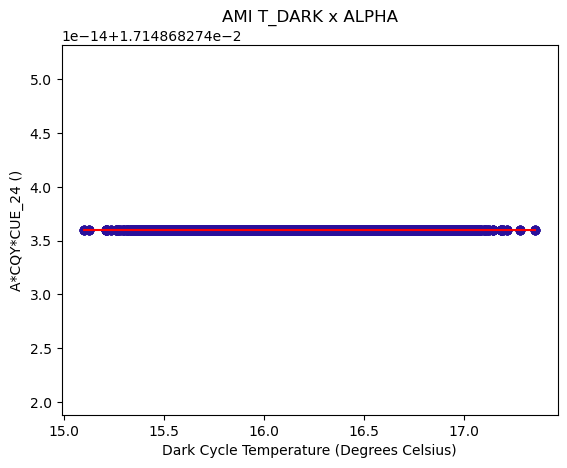 AMI T_DARK x ALPHA
1e−14+1.714868274e−2
5.0
4.5
4.0
3.5
3.0
2.5
2.0
A*CQY*CUE_24 ()
15.0 15.5 16.0 16.5 17.0
Dark Cycle Temperature (Degrees Celsius)